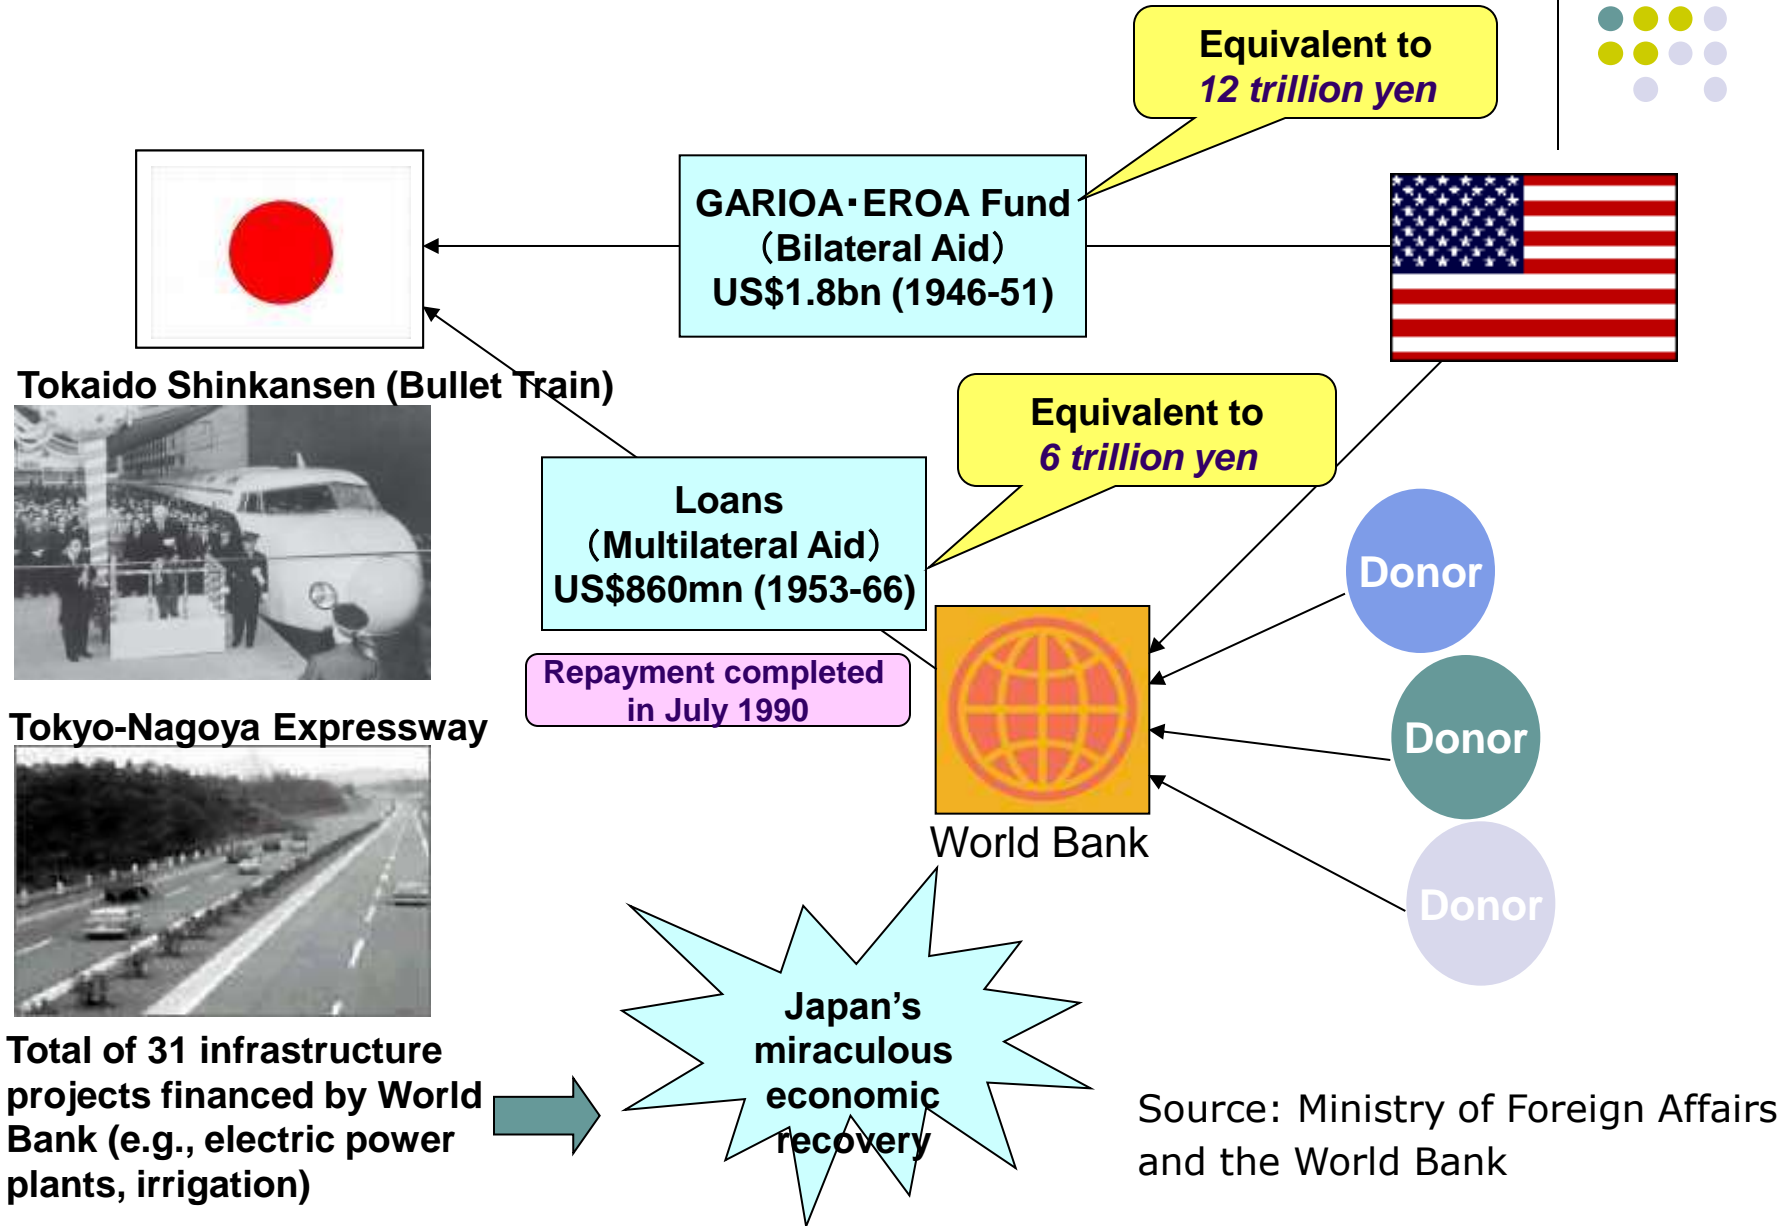 Equivalent to
12 trillion yen
GARIOA･EROA Fund
（Bilateral Aid）
US$1.8bn (1946-51)
Tokaido Shinkansen (Bullet Train)
Equivalent to
6 trillion yen
Loans
（Multilateral Aid）
US$860mn (1953-66)
Donor
Repayment completed
in July 1990
Tokyo-Nagoya Expressway
Donor
World Bank
Donor
Japan’s
miraculous
economic
recovery
Total of 31 infrastructure
projects financed by World
Bank (e.g., electric power
plants, irrigation)
Source: Ministry of Foreign Affairs
and the World Bank